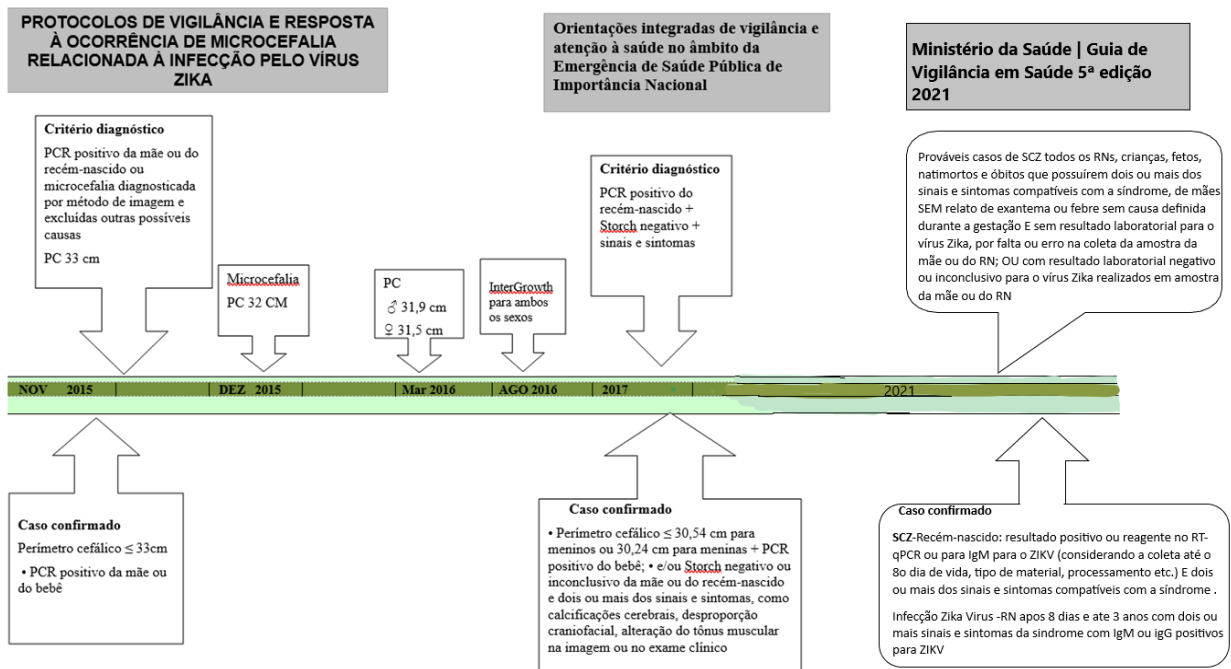 PROTOCOLOS DE VIGILÂNCIA E RESPOSTA
À OCORRÊNCIA DE MICROCEFALIA
RELACIONADA À INFECÇÃO PELO VÍRUS
ZIKA
Orientações integradas de vigilância e
atenção à saúde no âmbito da
Emergência de Saúde Pública de
Importância Nacional
Ministério da Saúde | Guia de
Vigilância em Saúde 5ª edição
2021
Critério diagnóstico
PCR positivo da mãe ou do
recém-nascido ou
microcefalia diagnosticada
por método de imagem e
excluídas outras possíveis
causas
PC 33 cm
Microcefalia
PC 32 CM
PC
♂ 31,9 cm
♀ 31,5 cm
InterGrowth
para ambos
os sexos
Critério diagnóstico
PCR positivo do
recém-nascido +
Storch negativo +
sinais e sintomas
Prováveis casos de SCZ todos os RNs, crianças, fetos,
natimortos e óbitos que possuírem dois ou mais dos
sinais e sintomas compatíveis com a síndrome, de mães
SEM relato de exantema ou febre sem causa definida
durante a gestação E sem resultado laboratorial para o
vírus Zika, por falta ou erro na coleta da amostra da
mãe ou do RN; OU com resultado laboratorial negativo
ou inconclusivo para o vírus Zika realizados em amostra
da mãe ou do RN
NOV 2015
DEZ 2015
Mar 2016
AGO 2016
2017
2021
Caso confirmado
Perímetro cefálico ≤ 33cm
• PCR positivo da mãe ou
do bebê
Caso confirmado
• Perímetro cefálico ≤ 30,54 cm para
meninos ou 30,24 cm para meninas + PCR
positivo do bebê; • e/ou Storch negativo ou
inconclusivo da mãe ou do recém-nascido
e dois ou mais dos sinais e sintomas, como
calcificações cerebrais, desproporção
craniofacial, alteração do tônus muscular
na imagem ou no exame clínico
Caso confirmado
SCZ-Recém-nascido: resultado positivo ou reagente no RT-
qPCR ou para IgM para o ZIKV (considerando a coleta até o
8o dia de vida, tipo de material, processamento etc.) E dois
ou mais dos sinais e sintomas compatíveis com a síndrome .
Infecção Zika Virus -RN apos 8 dias e ate 3 anos com dois ou
mais sinais e sintomas da sindrome com IgM ou igG positivos
para ZIKV